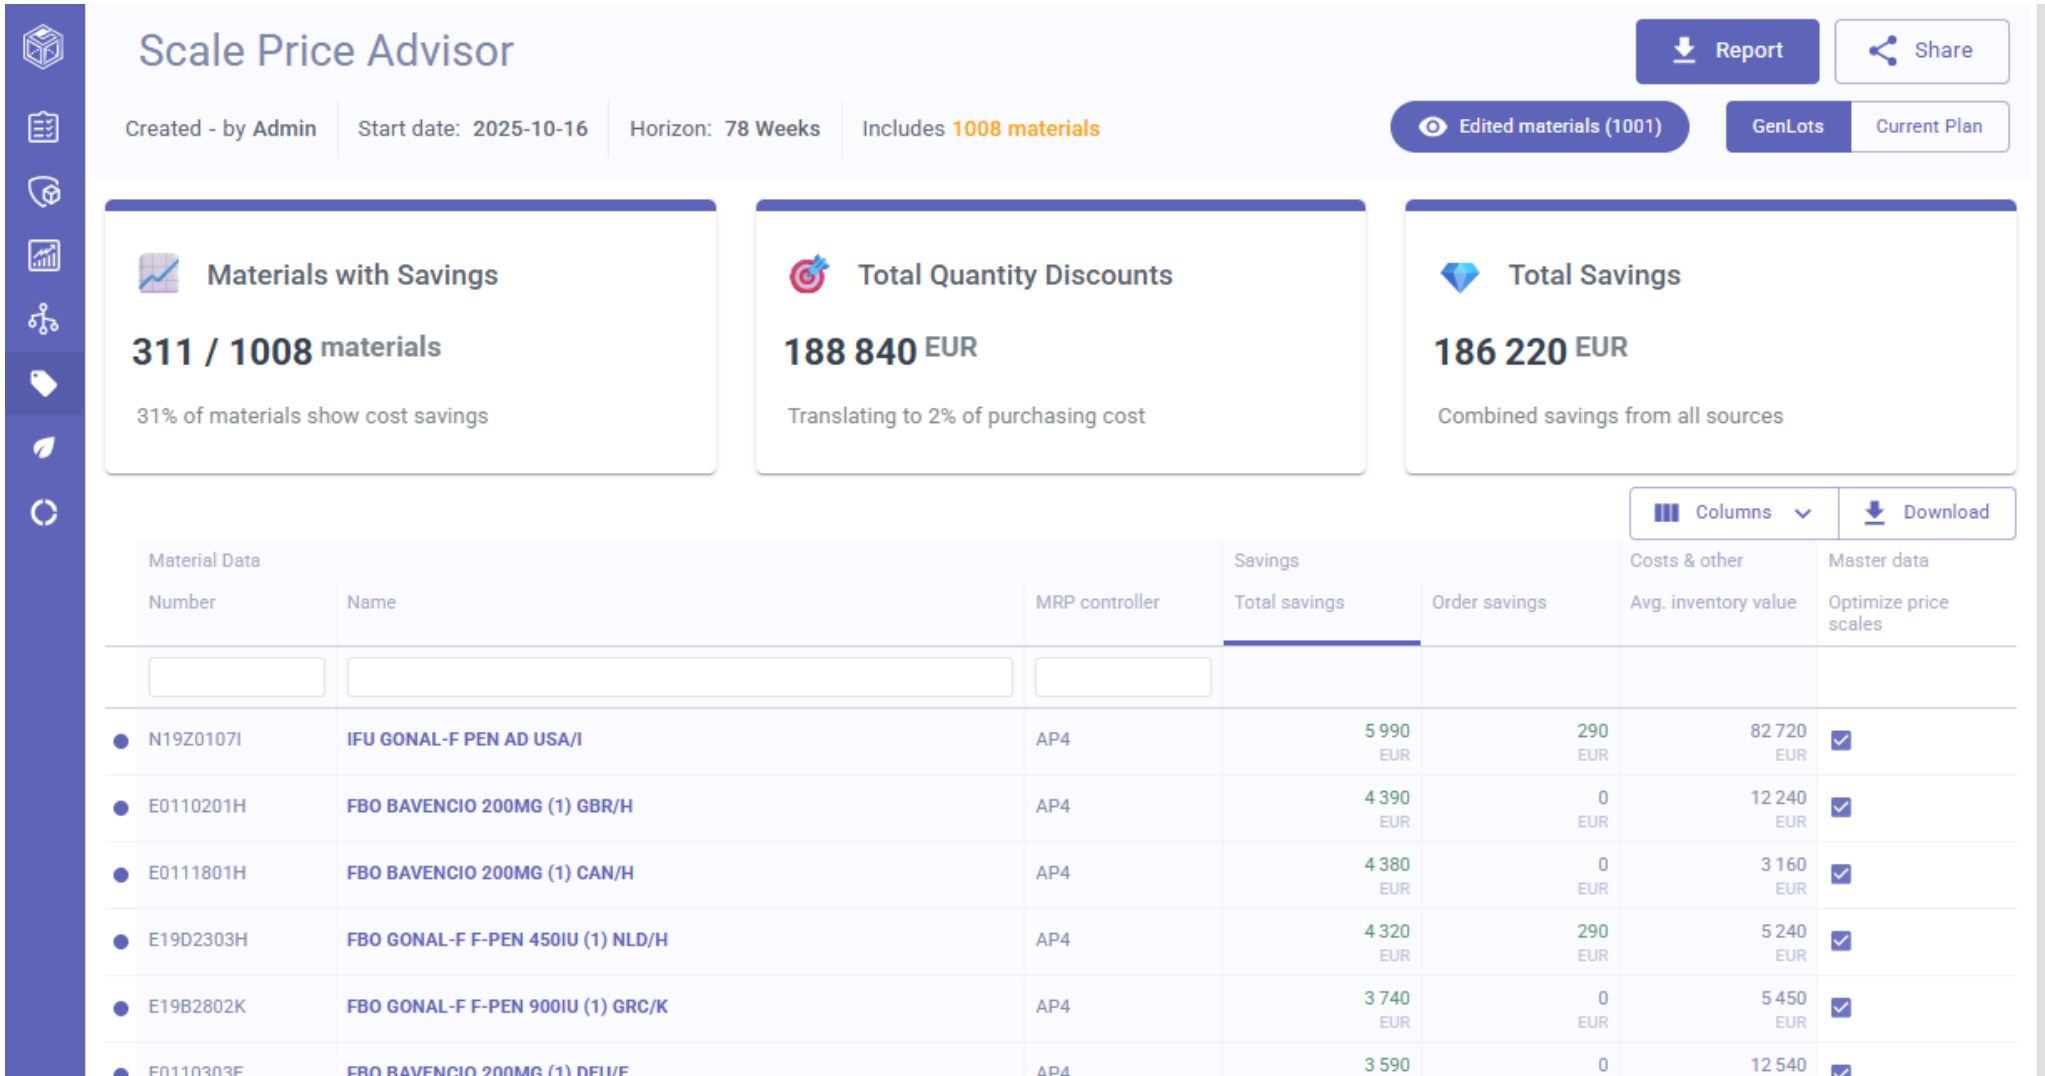 Scale Price Advisor
Report
Share
Created - by Admin
Start date: 2025-10-16
Horizon: 78 Weeks
Includes 1008 materials
Edited materials (1001)
GenLots
Current Plan
Materials with Savings
311 / 1008 materials
31% of materials show cost savings
Total Quantity Discounts
188 840 EUR
Translating to 2% of purchasing cost
Total Savings
186 220 EUR
Combined savings from all sources
Columns
Download
Material Data
Savings
Costs & other
Master data
Number
Name
MRP controller
Total savings
Order savings
Avg. inventory value
Optimize price
scales
N19Z0107I
IFU GONAL-F PEN AD USA/I
AP4
5 990
EUR
290
EUR
82 720
EUR
E0110201H
FBO BAVENCIO 200MG (1) GBR/H
AP4
4 390
EUR
0
EUR
12 240
EUR
E0111801H
FBO BAVENCIO 200MG (1) CAN/H
AP4
4 380
EUR
0
EUR
3 160
EUR
E19D2303H
FBO GONAL-F F-PEN 450IU (1) NLD/H
AP4
4 320
EUR
290
EUR
5 240
EUR
E19B2802K
FBO GONAL-F F-PEN 900IU (1) GRC/K
AP4
3 740
EUR
0
EUR
5 450
EUR
FBO BAVENCIO 200MG (1)
AP4
3 590
0
12 540